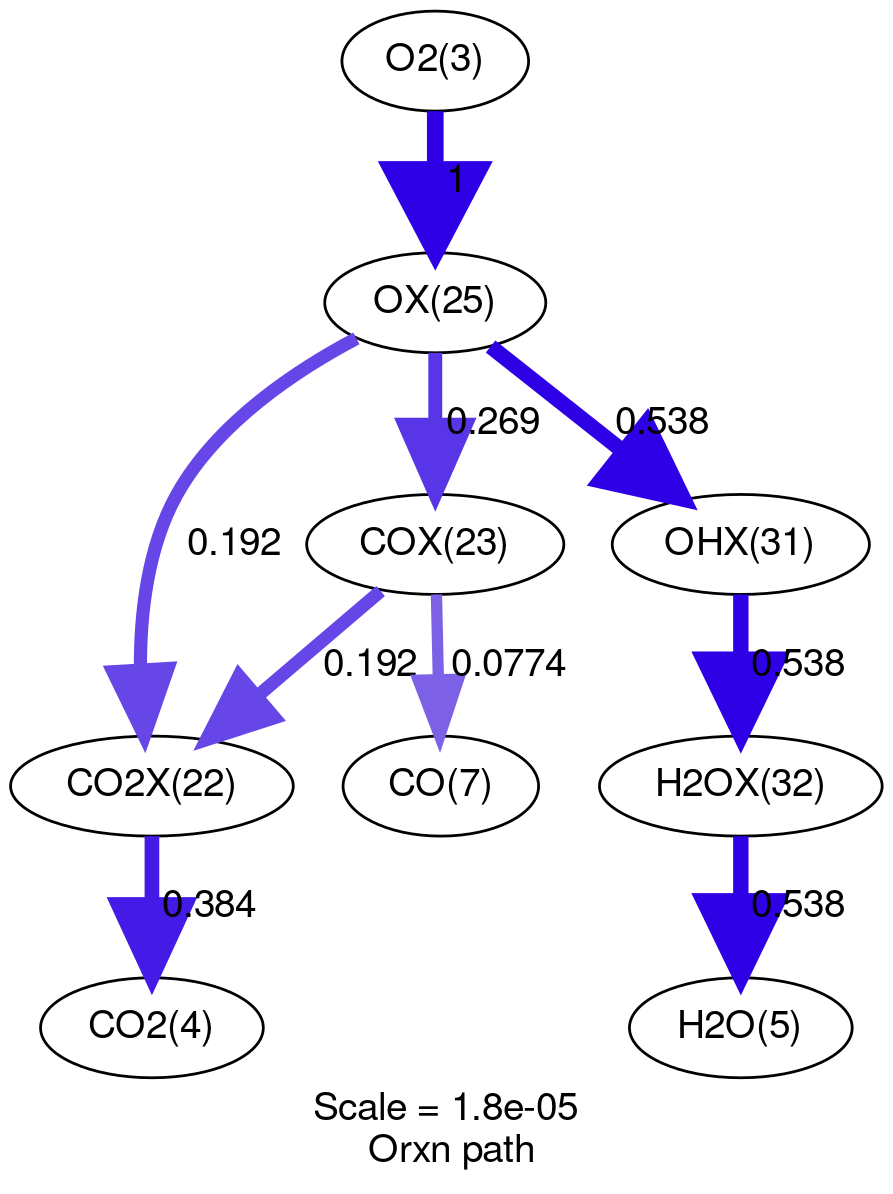 O2(3)
1
OX(25)
0.269
0.538
0.192
COX(23)
OHX(31)
0.192
0.0774
0.538
CO2X(22)
CO(7)
H2OX(32)
0.384
0.538
CO2(4)
H2O(5)
Scale = 1.8e-05
Orxn path